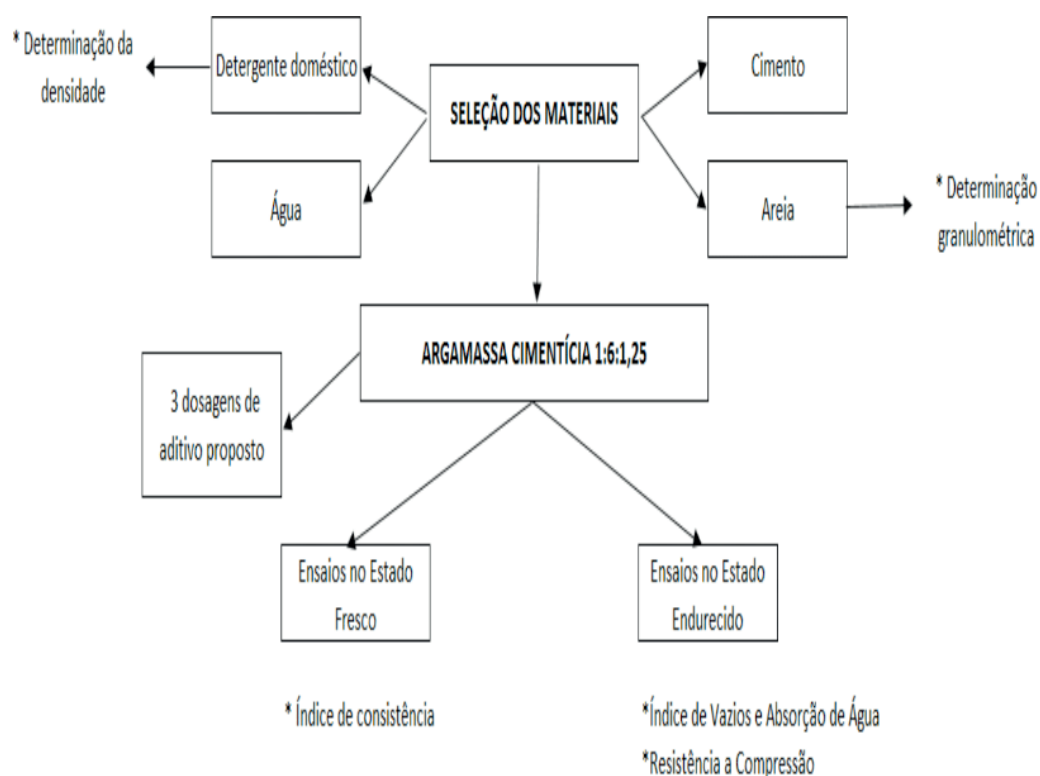 * Determinação da
densidade
Detergente doméstico
SELEÇÃO DOS MATERIAIS
Cimento
Água
Areia
* Determinação
granulométrica
ARGAMASSA CIMENTÍCIA 1:6:1,25
3 dosagens de
aditivo proposto
Ensaios no Estado
Fresco
Ensaios no Estado
Endurecido
* Índice de consistência
*Índice de Vazios e Absorção de Água
*Resistência a Compressão